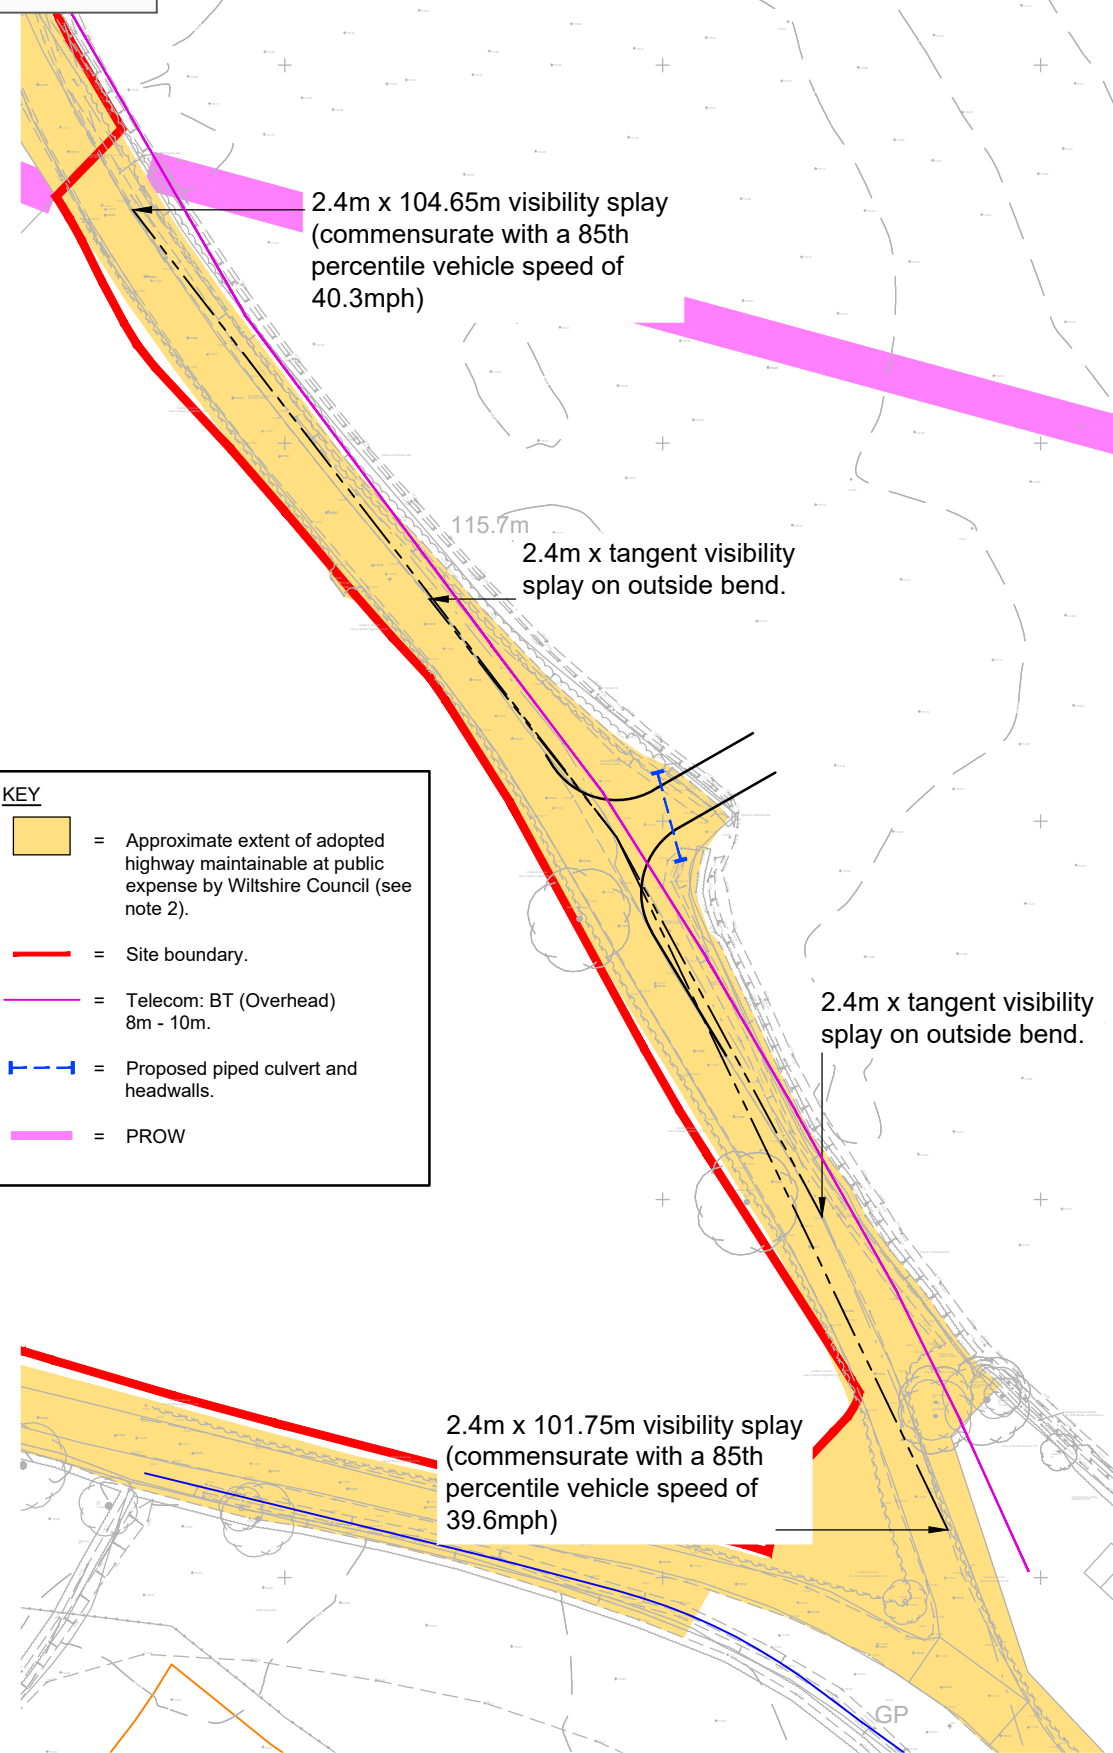 2.4m x 104.65m visibility splay
(commensurate with a 85th
percentile vehicle speed of
40.3mph)
115.7m
2.4m x tangent visibility
splay on outside bend.
KEY
= Approximate extent of adopted
highway maintainable at public
expense by Wiltshire Council (see
note 2).
= Site boundary.
= Telecom: BT (Overhead)
8m - 10m.
= Proposed piped culvert and
headwalls.
= PROW
2.4m x tangent visibility
splay on outside bend.
2.4m x 101.75m visibility splay
(commensurate with a 85th
percentile vehicle speed of
39.6mph)
GP